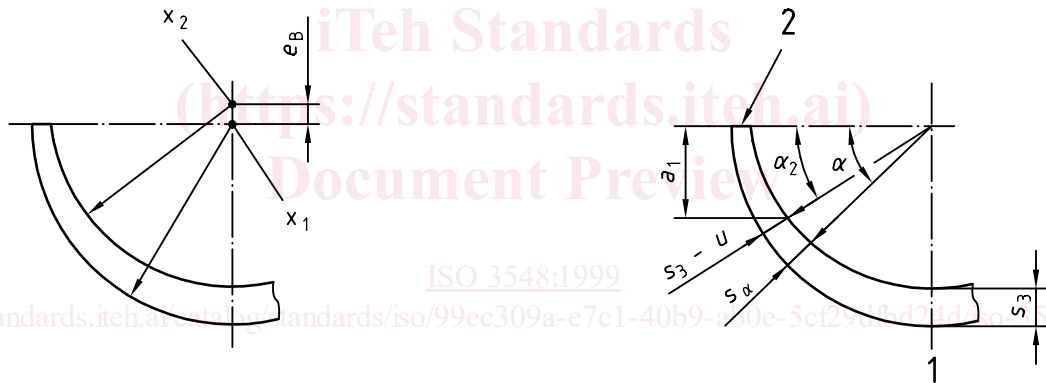 iTeh Standards
(https://standards.iteh.ai)
Document Preview
ISO 3548:1999
x2
eB
x1
2
a1
α2
α
s3 - u
sα
s3
1